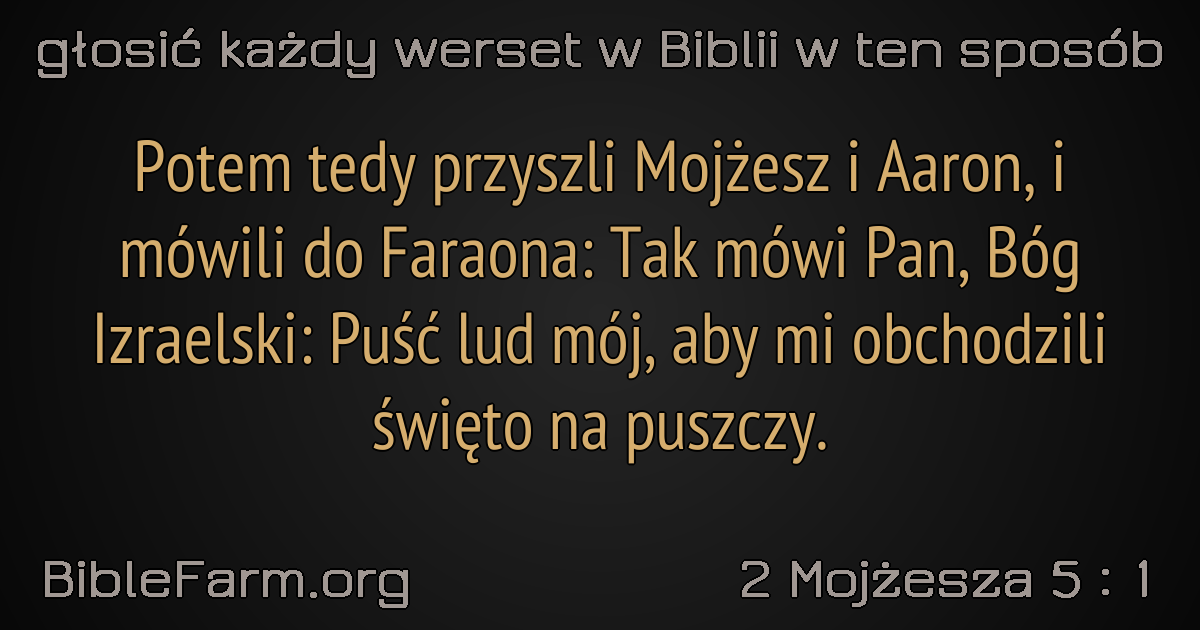 głosić każdy werset w Biblii w ten sposób
Potem tedy przyszli Mojżesz i Aaron, i
mówili do Faraona: Tak mówi Pan, Bóg
Izraelski: Puść lud mój, aby mi obchodzili
święto na puszczy.
BibleFarm.org
2 Mojżesza 5 : 1